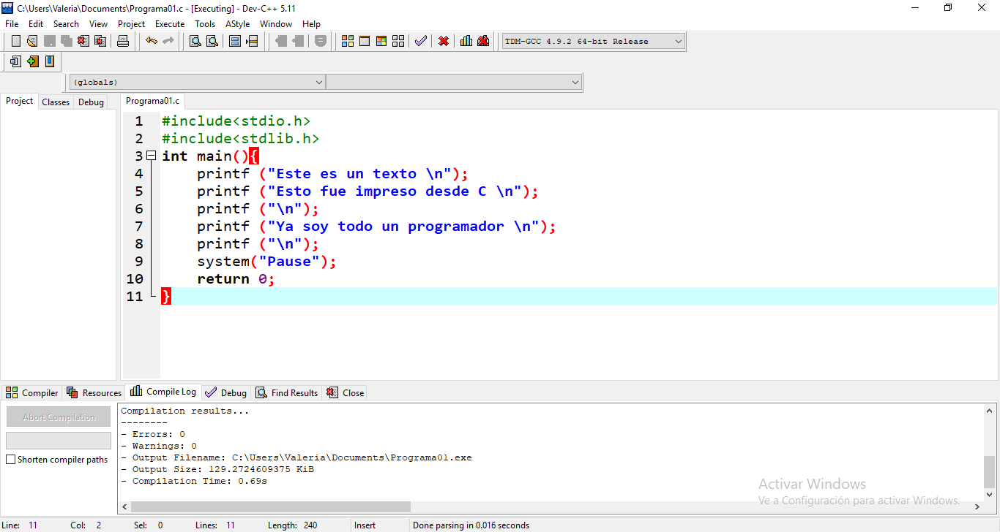 C:\Users\Valeria\Documents\Programa01.c - [Executing] - Dev-C++ 5.11
File Edit Search View Project Execute Tools AStyle Window Help
TDM-GCC 4.9.2 64-bit Release
(globals)
Project Classes Debug Programa01.c
1 #include<stdio.h>
2 #include<stdlib.h>
3 int main(){
4 printf ("Este es un texto \n");
5 printf ("Esto fue impreso desde C \n");
6 printf ("\n");
7 printf ("Ya soy todo un programador \n");
8 printf ("\n");
9 system("Pause");
10 return 0;
11 }
Compiler Resources Compile Log Debug Find Results Close
Abort Compilation
Shorten compiler paths
Compilation results...
--------
- Errors: 0
- Warnings: 0
- Output Filename: C:\Users\Valeria\Documents\Programa01.exe
- Output Size: 129.2724609375 KiB
- Compilation Time: 0.69s
Activar Windows
Ve a Configuración para activar Windows.
Line: 11 Col: 2 Sel: 0 Lines: 11 Length: 240 Insert Done parsing in 0.016 seconds